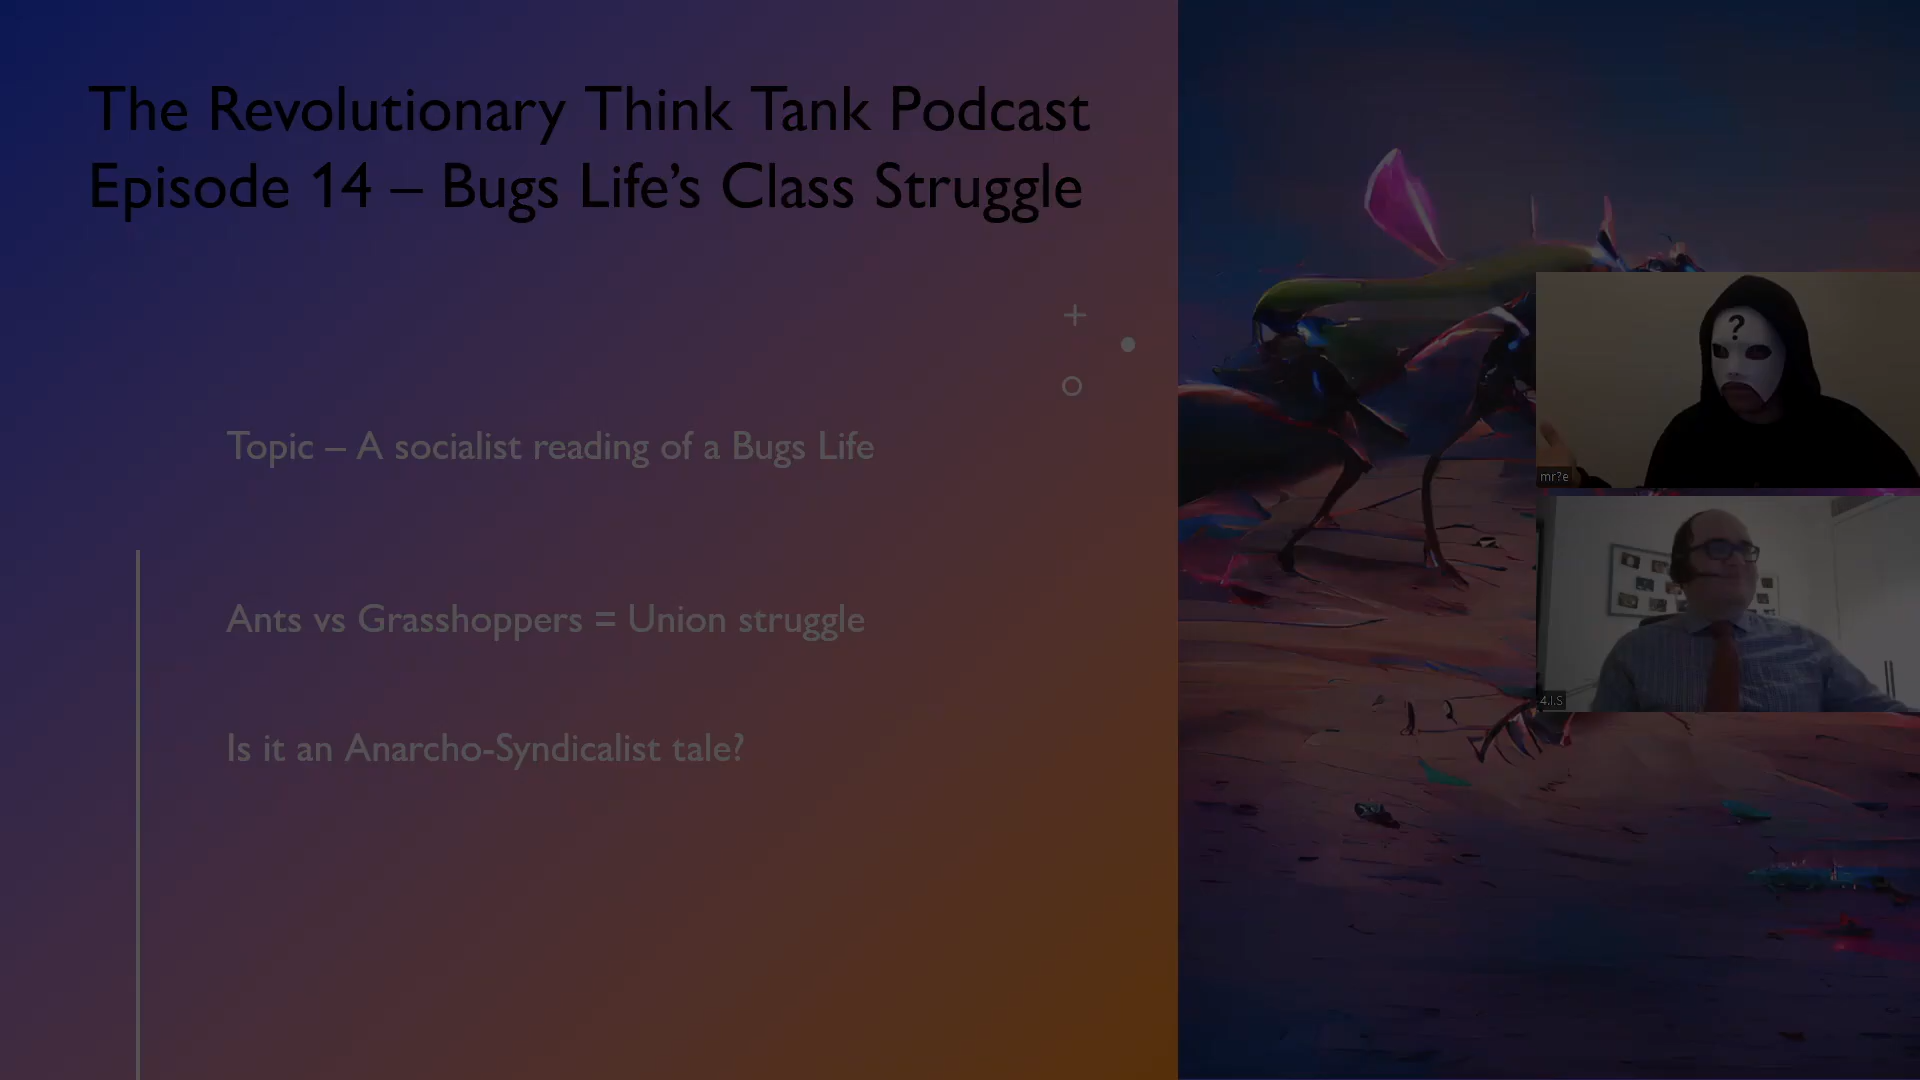 The Revolutionary Think Tank Podcast
Episode 14 – Bugs Life’s Class Struggle
Topic – A socialist reading of a Bugs Life
Ants vs Grasshoppers = Union struggle
Is it an Anarcho-Syndicalist tale?
?
mr?e
4.I.S